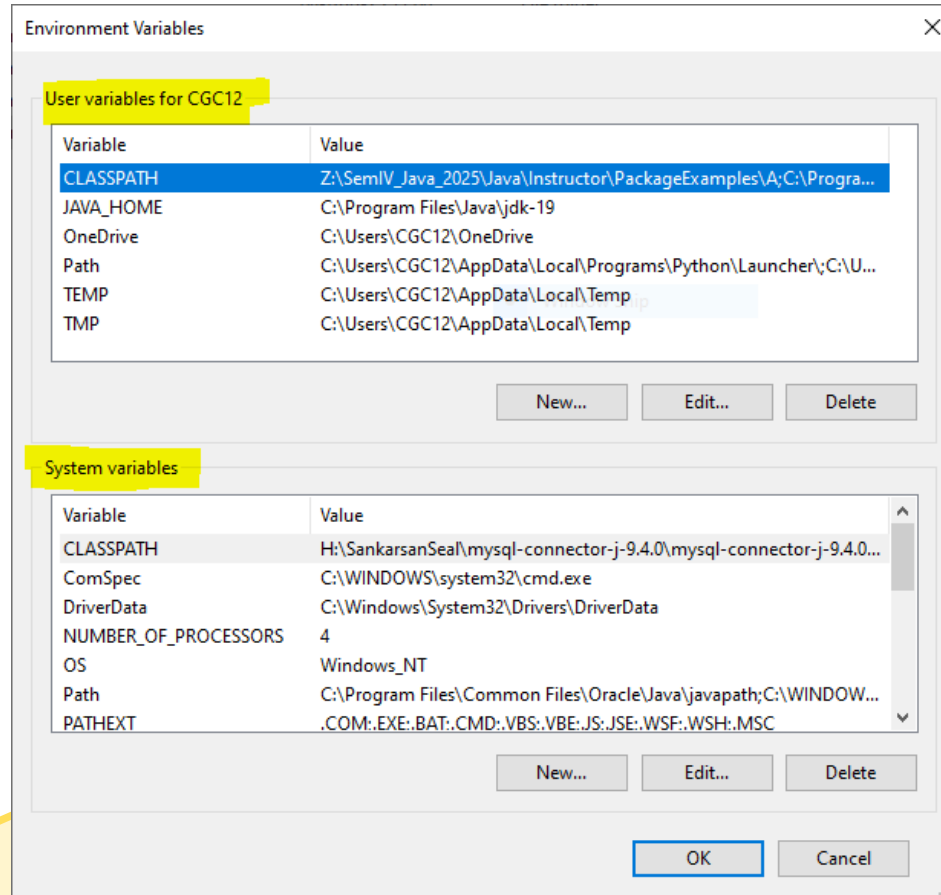 Environment Variables
User variables for CGC12
Variable Value
CLASSPATH Z:\SemIV_Java_2025\Java\Instructor\PackageExamples\A;C:\Progra...
JAVA_HOME C:\Program Files\Java\jdk-19
OneDrive C:\Users\CGC12\OneDrive
Path C:\Users\CGC12\AppData\Local\Programs\Python\Launcher\;C:\U...
TEMP C:\Users\CGC12\AppData\Local\Temp
TMP C:\Users\CGC12\AppData\Local\Temp
New... Edit... Delete
System variables
Variable Value
CLASSPATH H:\SankarsanSeal\mysql-connector-j-9.4.0\mysql-connector-j-9.4.0...
ComSpec C:\WINDOWS\system32\cmd.exe
DriverData C:\Windows\System32\Drivers\DriverData
NUMBER_OF_PROCESSORS 4
OS Windows_NT
Path C:\Program Files\Common Files\Oracle\Java\javapath;C:\WINDOW...
PATHEXT .COM;.EXE;.BAT;.CMD;.VBS;.VBE;.JS;.JSE;.WSF;.WSH;.MSC
New... Edit... Delete
OK Cancel